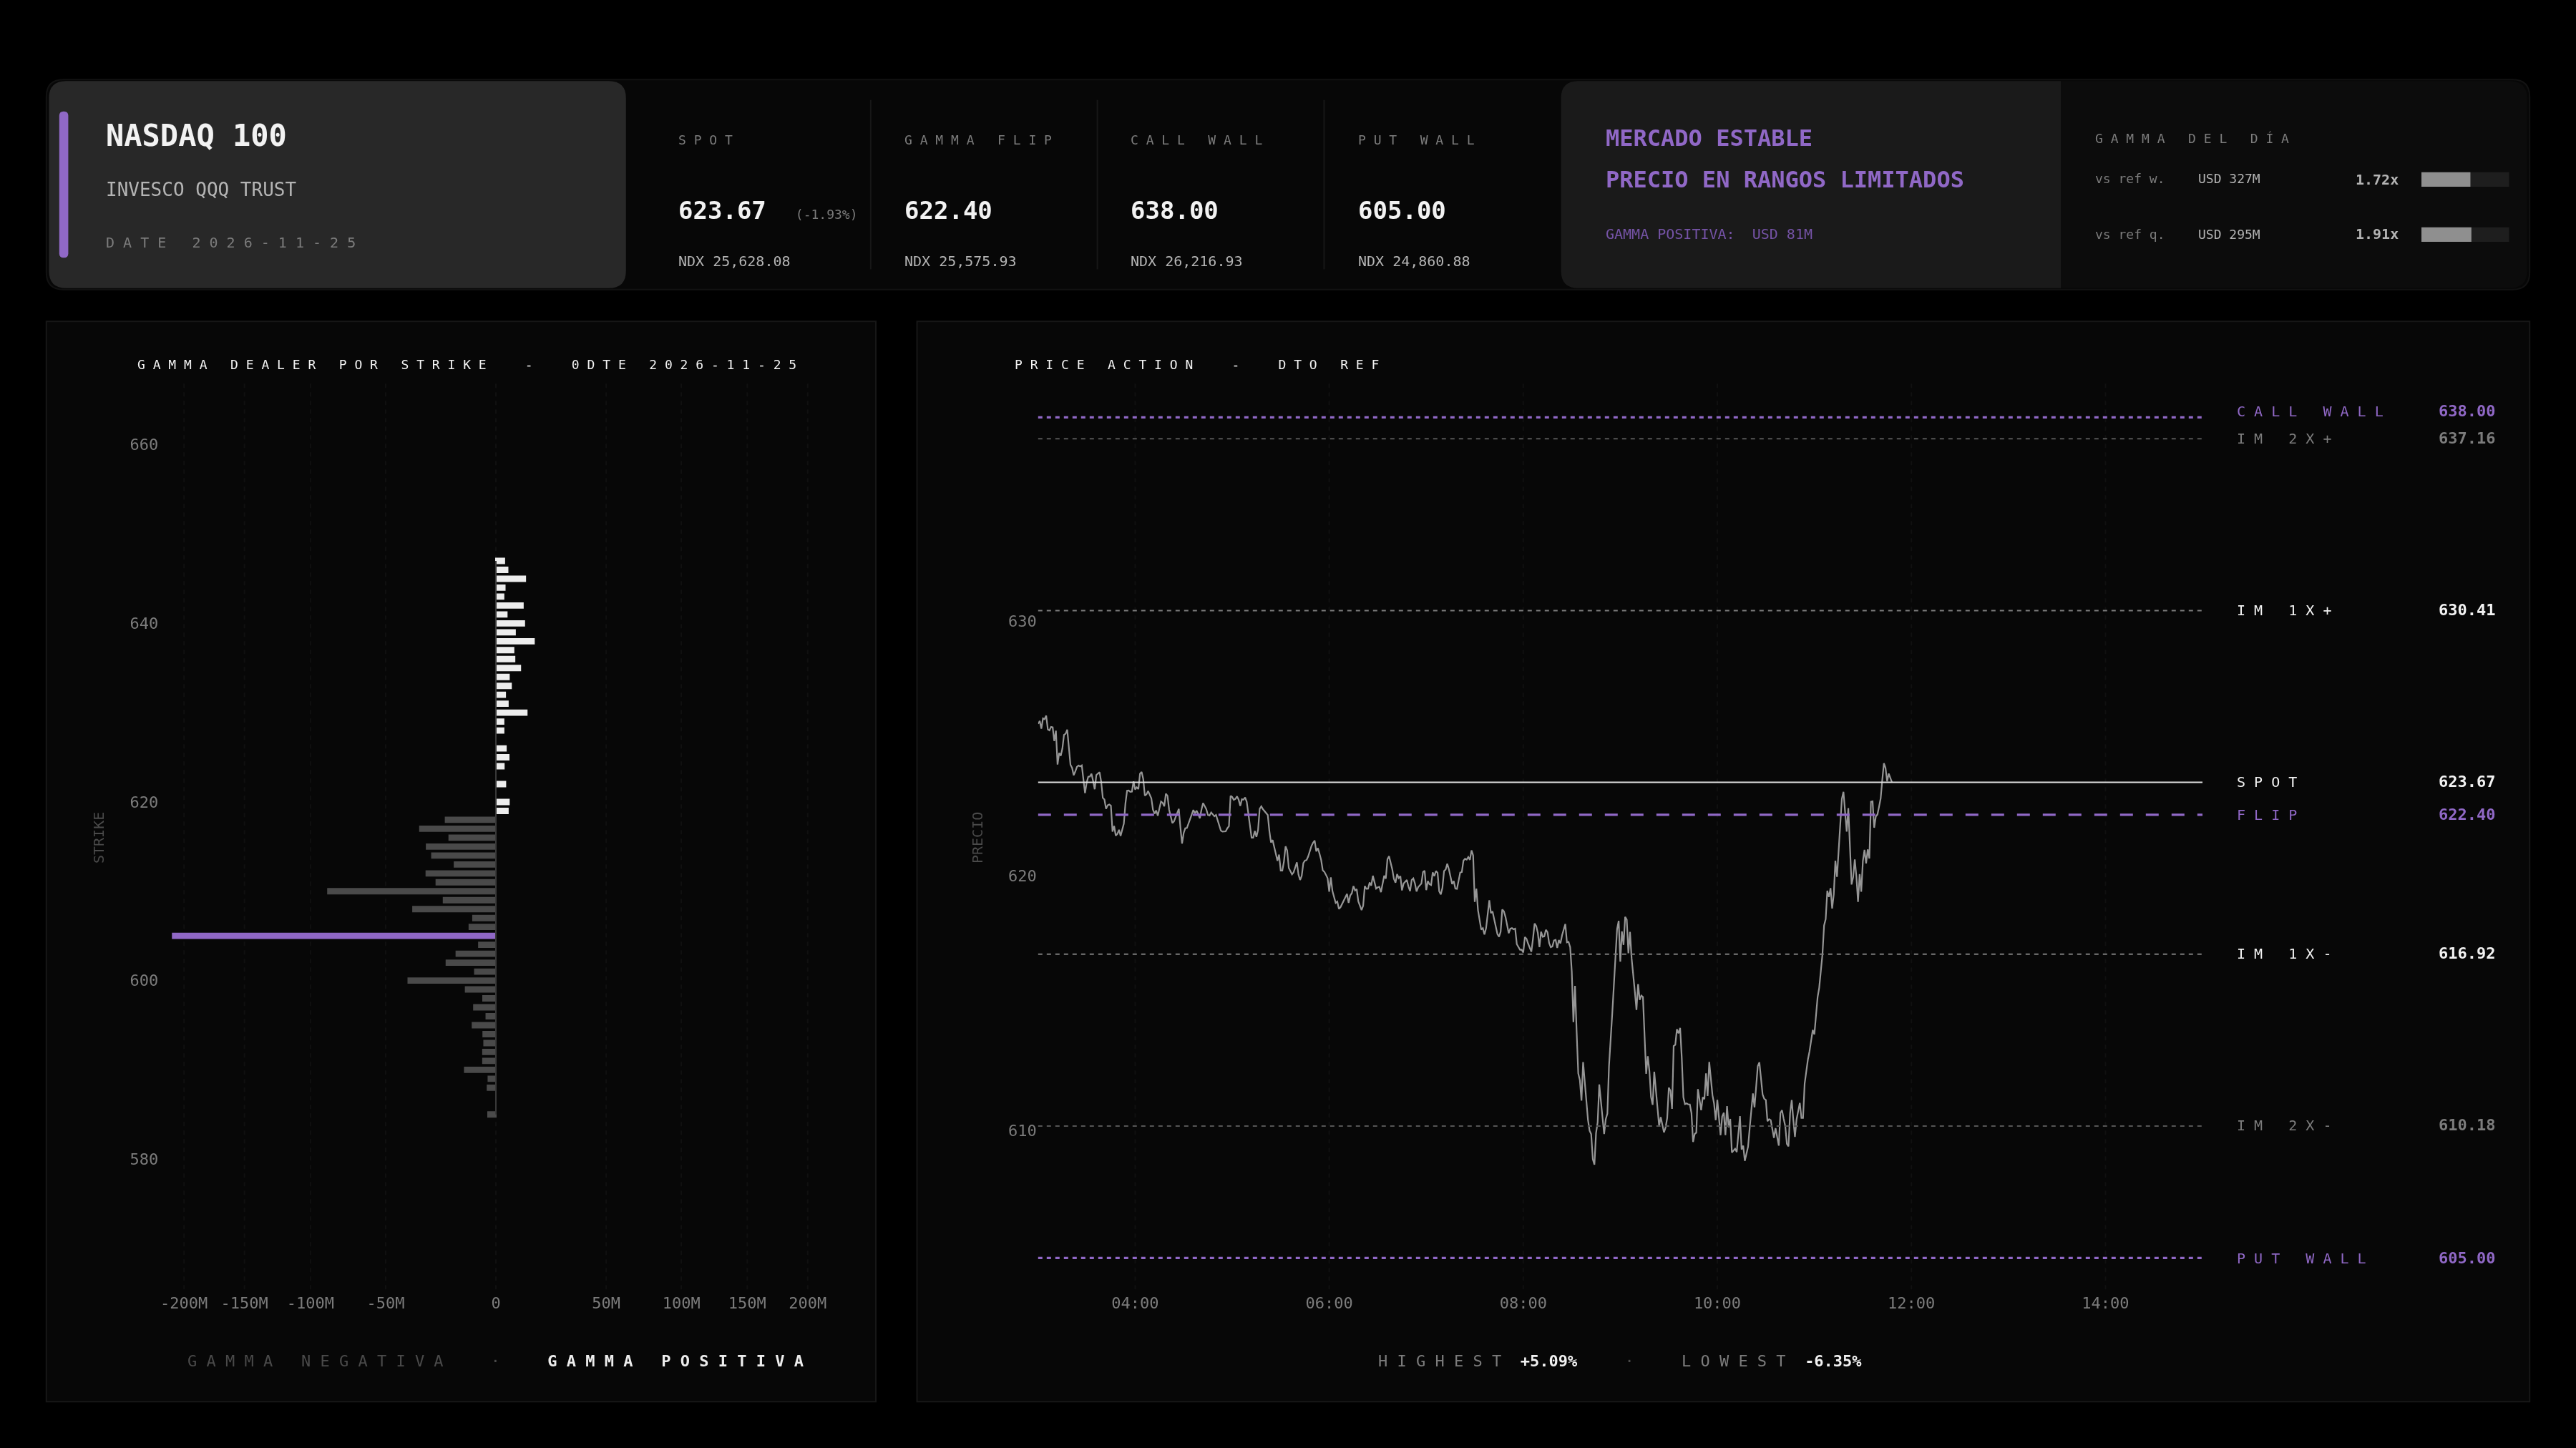 NASDAQ 100
INVESCO QQQ TRUST
DATE 2026-11-25
SPOT
623.67 (-1.93%)
NDX 25,628.08
GAMMA FLIP
622.40
NDX 25,575.93
CALL WALL
638.00
NDX 26,216.93
PUT WALL
605.00
NDX 24,860.88
MERCADO ESTABLE
PRECIO EN RANGOS LIMITADOS
GAMMA POSITIVA: USD 81M
GAMMA DEL DÍA
vs ref w. USD 327M 1.72x
vs ref q. USD 295M 1.91x
GAMMA DEALER POR STRIKE - 0DTE 2026-11-25
STRIKE
660
640
620
600
580
-200M -150M -100M -50M 0 50M 100M 150M 200M
GAMMA NEGATIVA · GAMMA POSITIVA
PRICE ACTION - DTO REF
PRECIO
630
620
610
CALL WALL 638.00
IM 2X+ 637.16
IM 1X+ 630.41
SPOT 623.67
FLIP 622.40
IM 1X- 616.92
IM 2X- 610.18
PUT WALL 605.00
04:00 06:00 08:00 10:00 12:00 14:00
HIGHEST +5.09% · LOWEST -6.35%